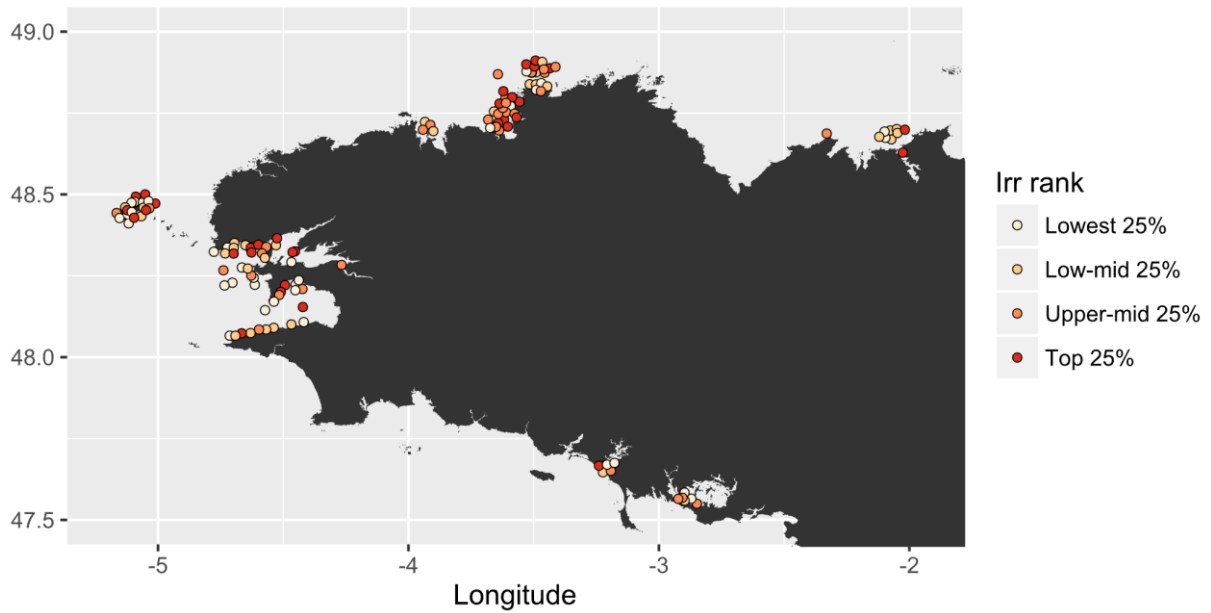 49.0
48.5
48.0
47.5
-5
-4
-3
-2
Longitude
Irr rank
Lowest 25%
Low-mid 25%
Upper-mid 25%
Top 25%